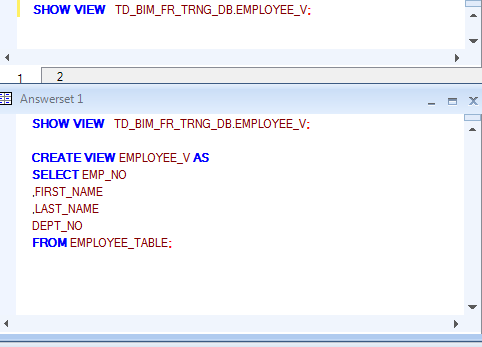 SHOW VIEW TD_BIM_FR_TRNG_DB.EMPLOYEE_V;
1 2
Answerset 1
SHOW VIEW TD_BIM_FR_TRNG_DB.EMPLOYEE_V;
CREATE VIEW EMPLOYEE_V AS
SELECT EMP_NO
,FIRST_NAME
,LAST_NAME
DEPT_NO
FROM EMPLOYEE_TABLE;